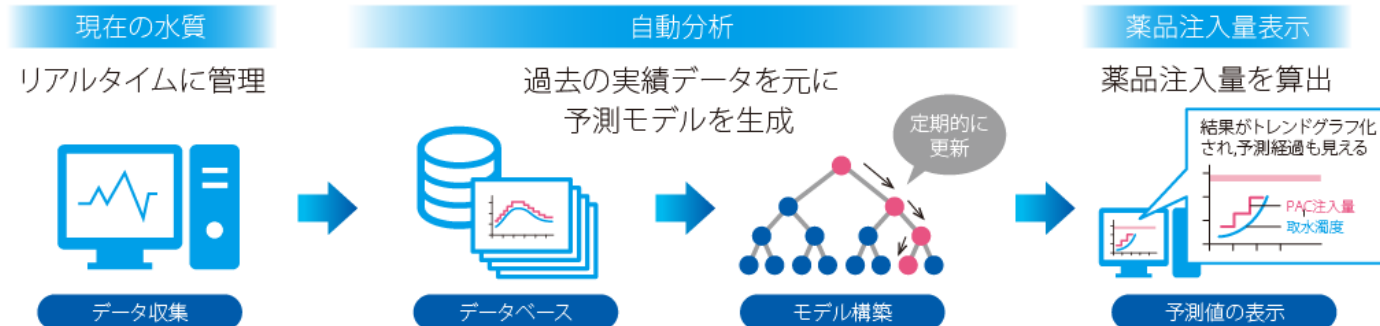 現在の水質
リアルタイムに管理
データ収集
自動分析
過去の実績データを元に
予測モデルを生成
定期的に
更新
データベース
モデル構築
薬品注入量表示
薬品注入量を算出
結果がトレンドグラフ化
され,予測経過も見える
PAC注入量
取水濁度
予測値の表示